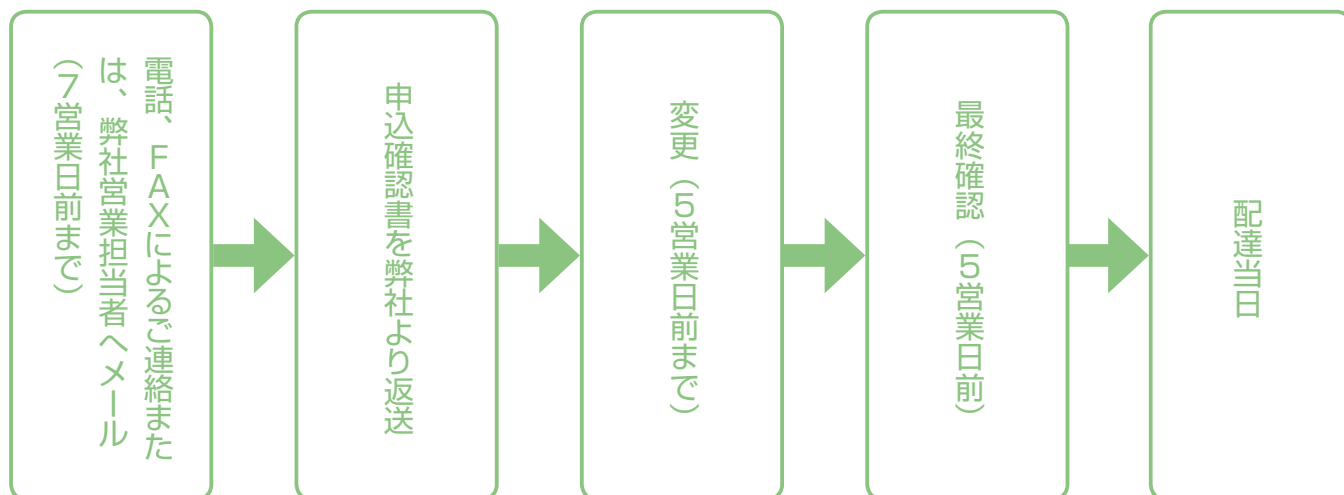 電話、FAXによるご連絡また
は、弊社営業担当者へメール
（7営業日前まで）
申込確認書を弊社より返送
変更（5営業日前まで）
最終確認（5営業日前）
配達当日